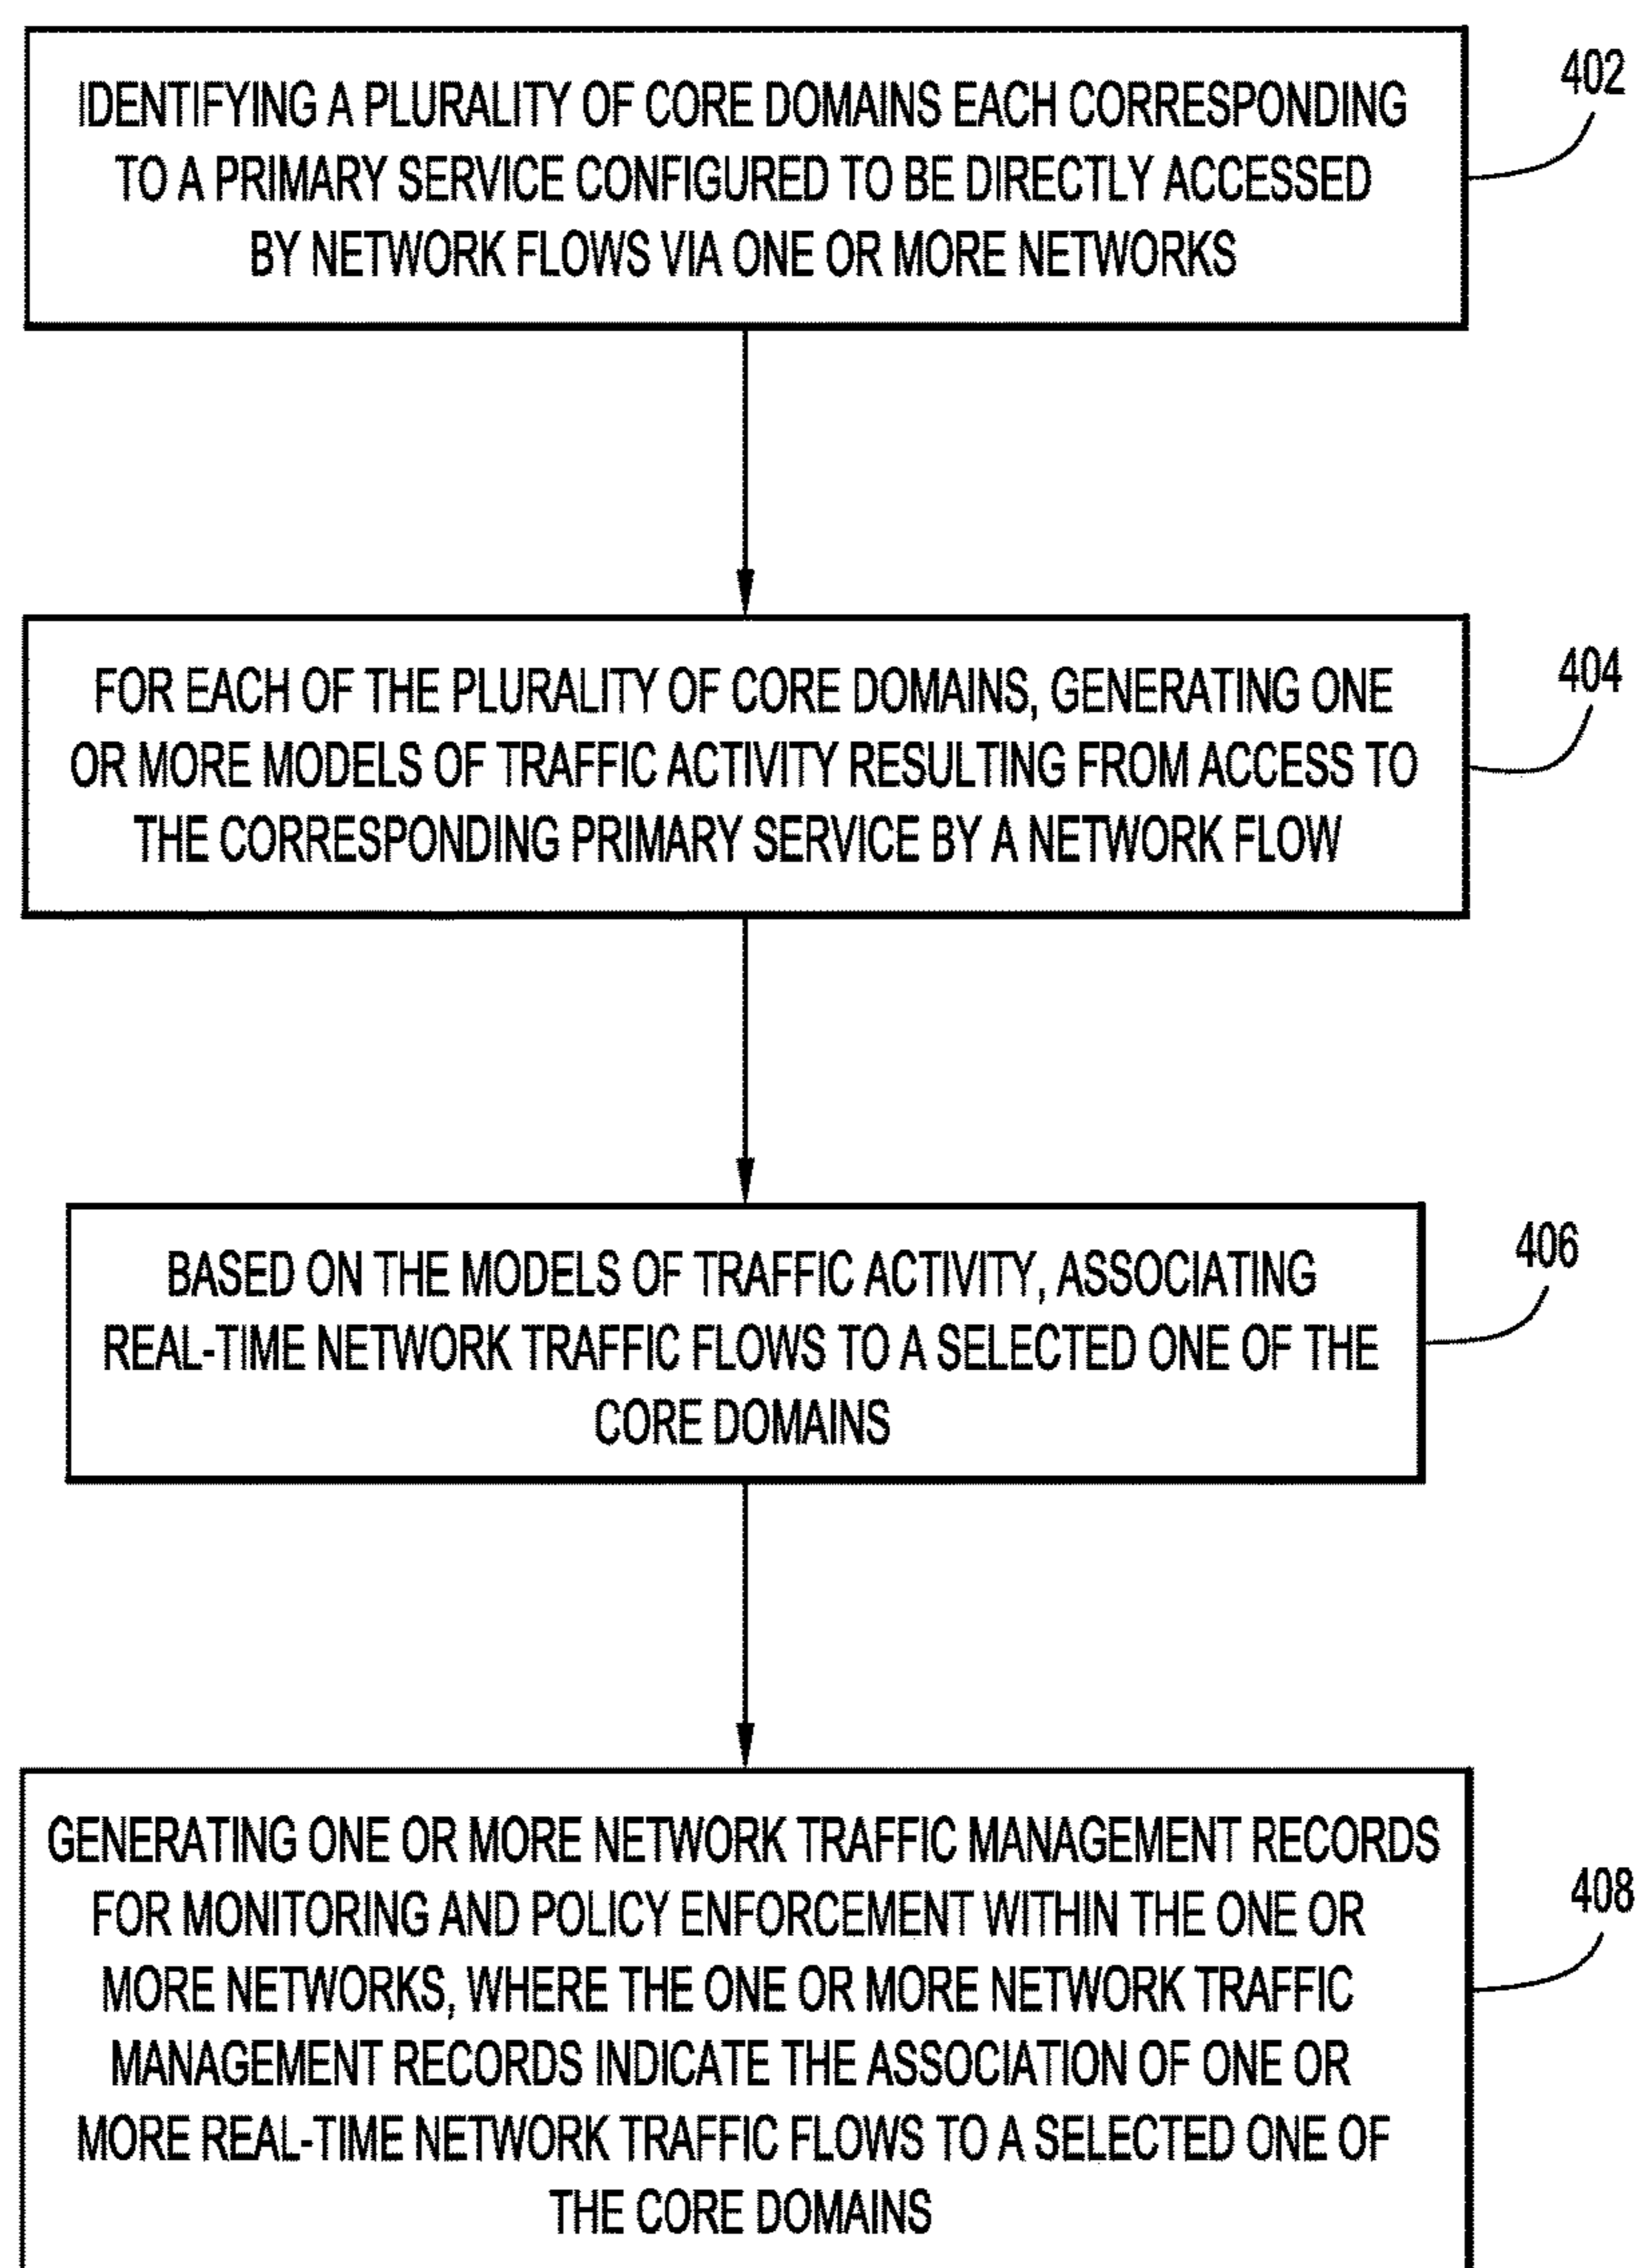 IDENTIFYING A PLURALITY OF CORE DOMAINS EACH CORRESPONDING
TO A PRIMARY SERVICE CONFIGURED TO BE DIRECTLY ACCESSED
BY NETWORK FLOWS VIA ONE OR MORE NETWORKS
402
FOR EACH OF THE PLURALITY OF CORE DOMAINS, GENERATING ONE
OR MORE MODELS OF TRAFFIC ACTIVITY RESULTING FROM ACCESS TO
THE CORRESPONDING PRIMARY SERVICE BY A NETWORK FLOW
404
BASED ON THE MODELS OF TRAFFIC ACTIVITY, ASSOCIATING
REAL-TIME NETWORK TRAFFIC FLOWS TO A SELECTED ONE OF THE
CORE DOMAINS
406
GENERATING ONE OR MORE NETWORK TRAFFIC MANAGEMENT RECORDS
FOR MONITORING AND POLICY ENFORCEMENT WITHIN THE ONE OR
MORE NETWORKS, WHERE THE ONE OR MORE NETWORK TRAFFIC
MANAGEMENT RECORDS INDICATE THE ASSOCIATION OF ONE OR
MORE REAL-TIME NETWORK TRAFFIC FLOWS TO A SELECTED ONE OF
THE CORE DOMAINS
408